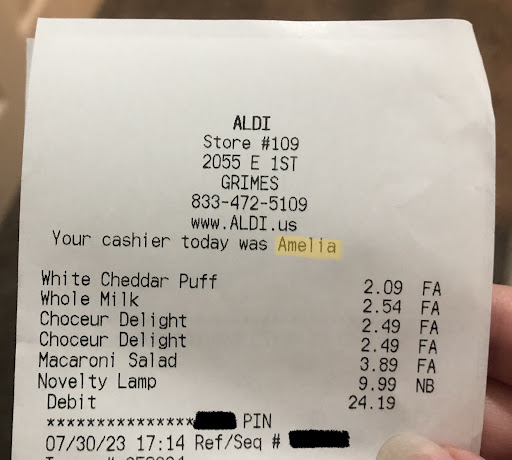 ALDI
Store #109
2055 E 1ST
GRIMES
833-472-5109
www.ALDI.us
Your cashier today was Amelia
White Cheddar Puff 2.09 FA
Whole Milk 2.54 FA
Choceur Delight 2.49 FA
Choceur Delight 2.49 FA
Macaroni Salad 3.89 FA
Novelty Lamp 9.99 NB
Debit 24.19
*************** PIN
07/30/23 17:14 Ref/Seq #